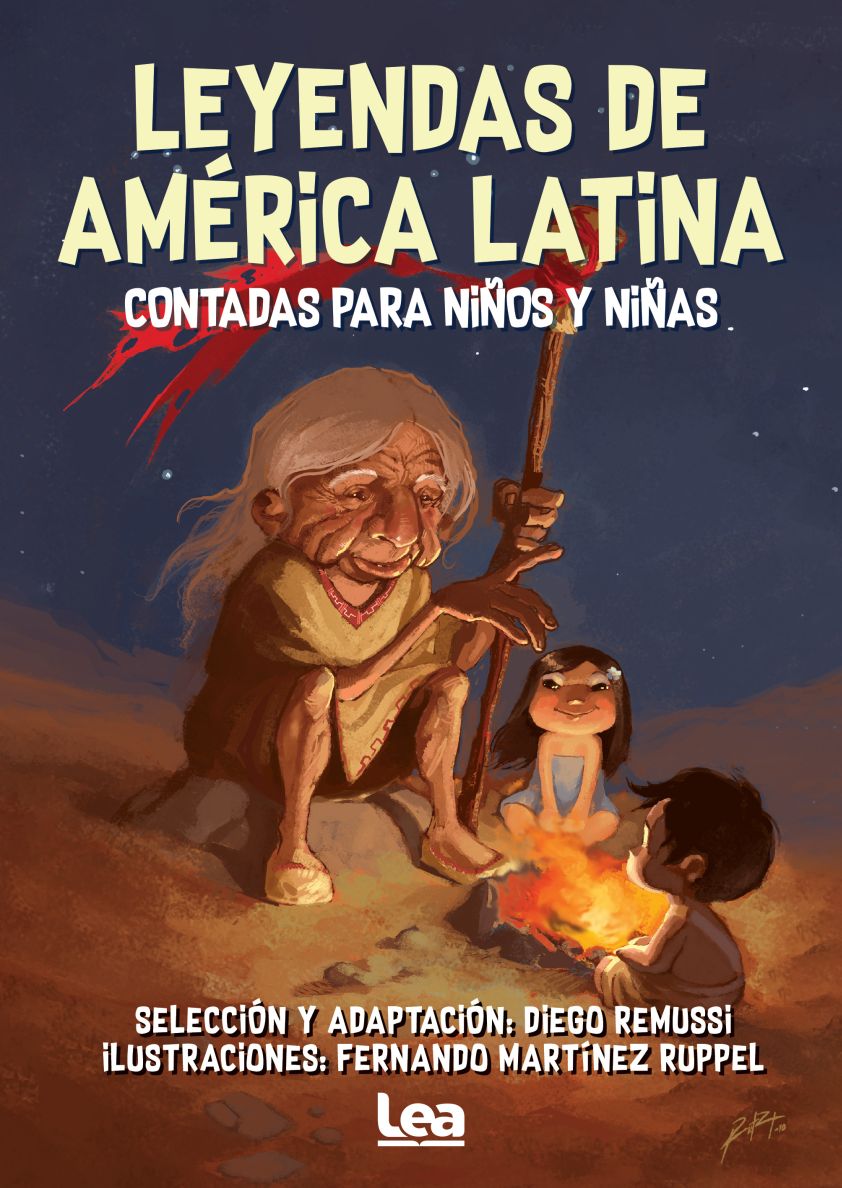 LEYENDAS DE
AMÉRiCA LATiNA
CONTADAS PARA NiÑOS Y NiÑAS
SELECCIÓN Y ADAPTACIÓN: DiEGO REMUSSi
iLUSTRACiONES: FERNANDO MARTÍNEZ RUPPEL
Lea